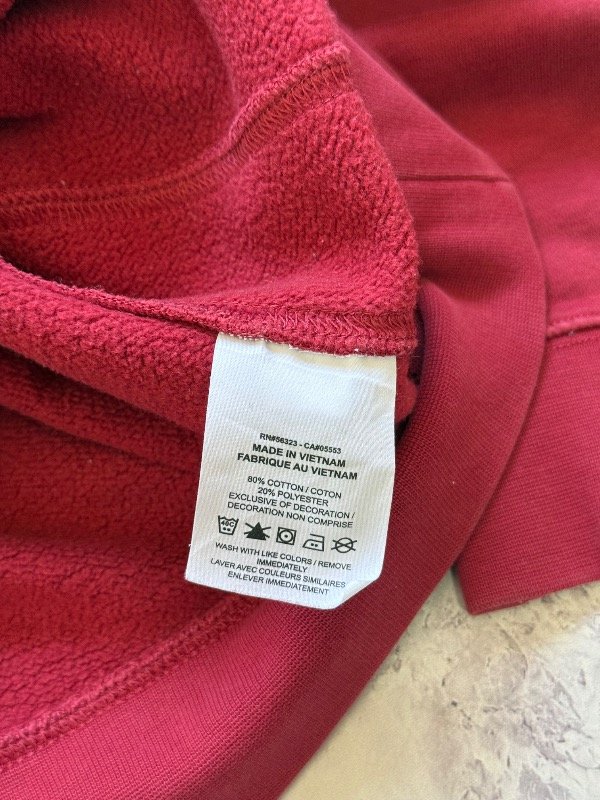 RN#56323 - CA#05553
MADE IN VIETNAM
FABRIQUE AU VIETNAM
80% COTTON / COTON
20% POLYESTER
EXCLUSIVE OF DECORATION /
DECORATION NON COMPRISE
40C
WASH WITH LIKE COLORS / REMOVE
IMMEDIATELY
LAVER AVEC COULEURS SIMILAIRES
ENLEVER IMMEDIATEMENT